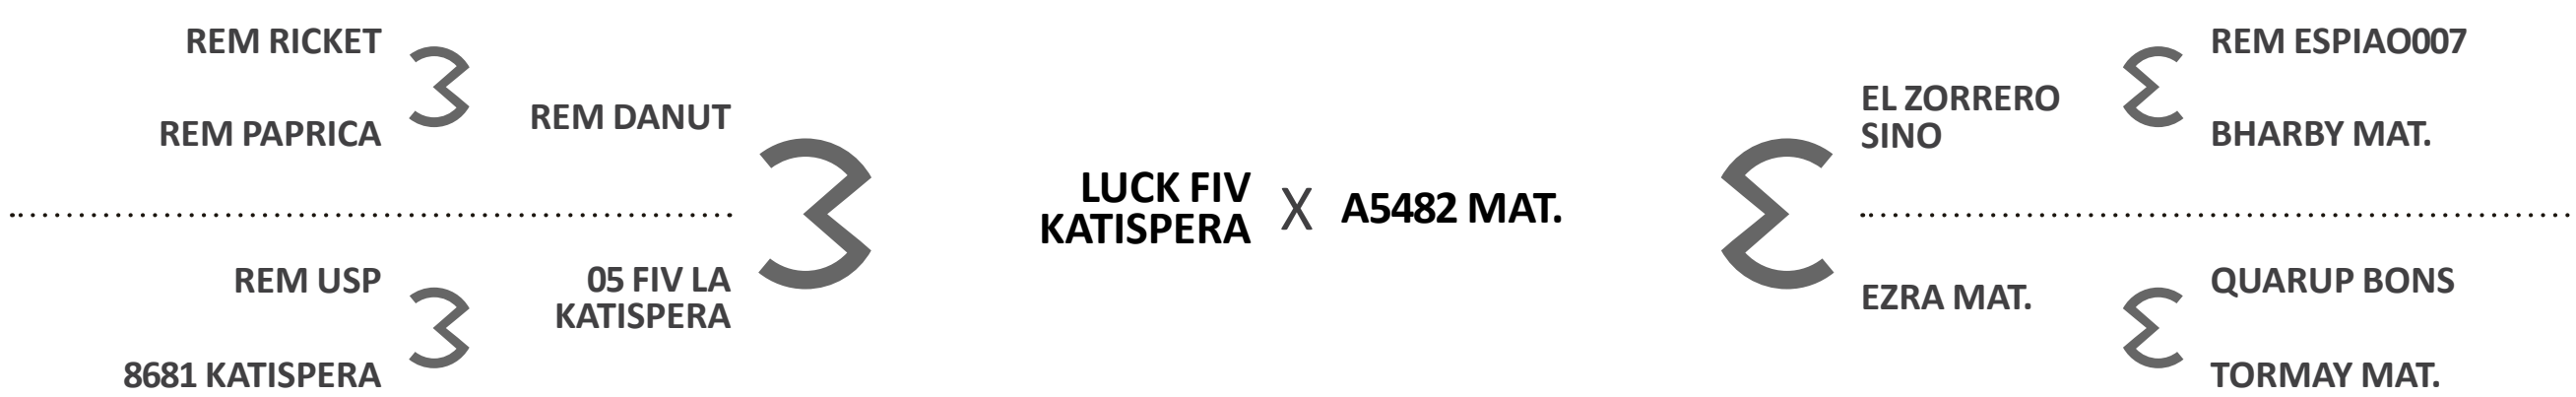 REM RICKET
REM PAPRICA
REM DANUT
REM USP
8681 KATISPERA
05 FIV LA
KATISPERA
LUCK FIV
KATISPERA
X
A5482 MAT.
EL ZORRERO
SINO
EZRA MAT.
REM ESPIAO007
BHARBY MAT.
QUARUP BONS
TORMAY MAT.